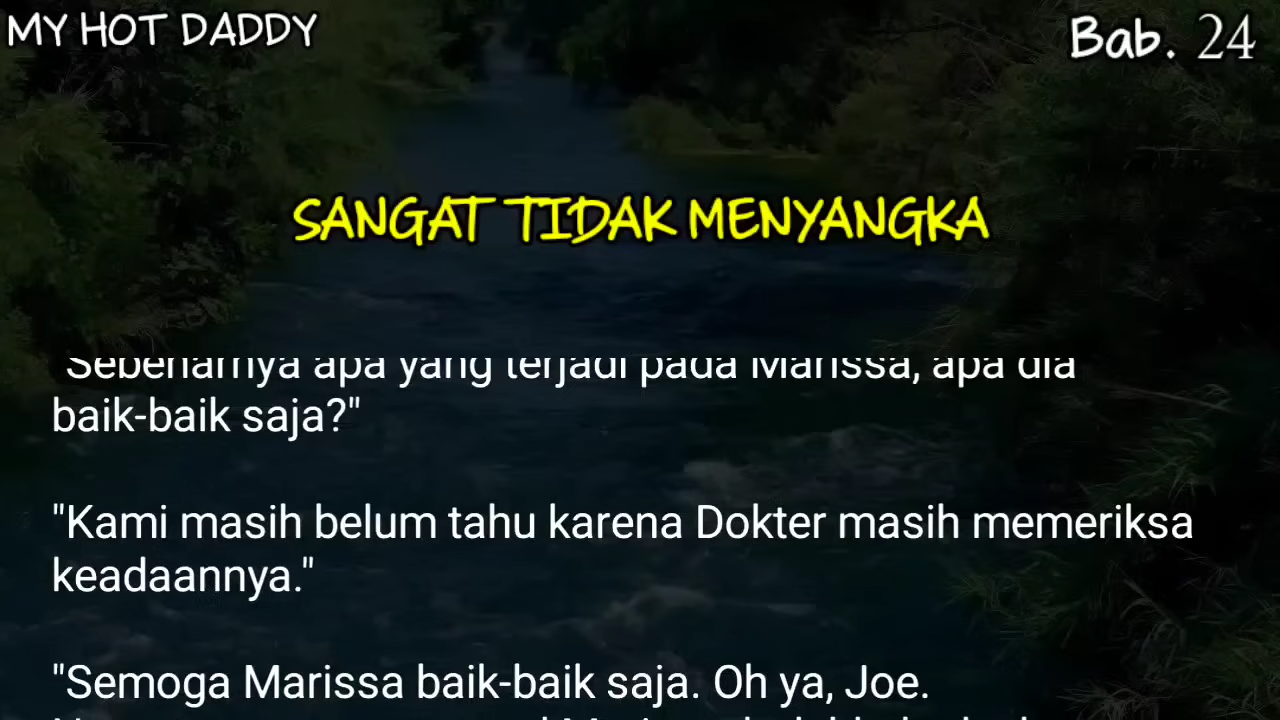 MY HOT DADDY
Bab. 24
SANGAT TIDAK MENYANGKA
Sebenarnya apa yang terjadi pada Marissa, apa dia
baik-baik saja?"
"Kami masih belum tahu karena Dokter masih memeriksa
keadaannya."
"Semoga Marissa baik-baik saja. Oh ya, Joe.